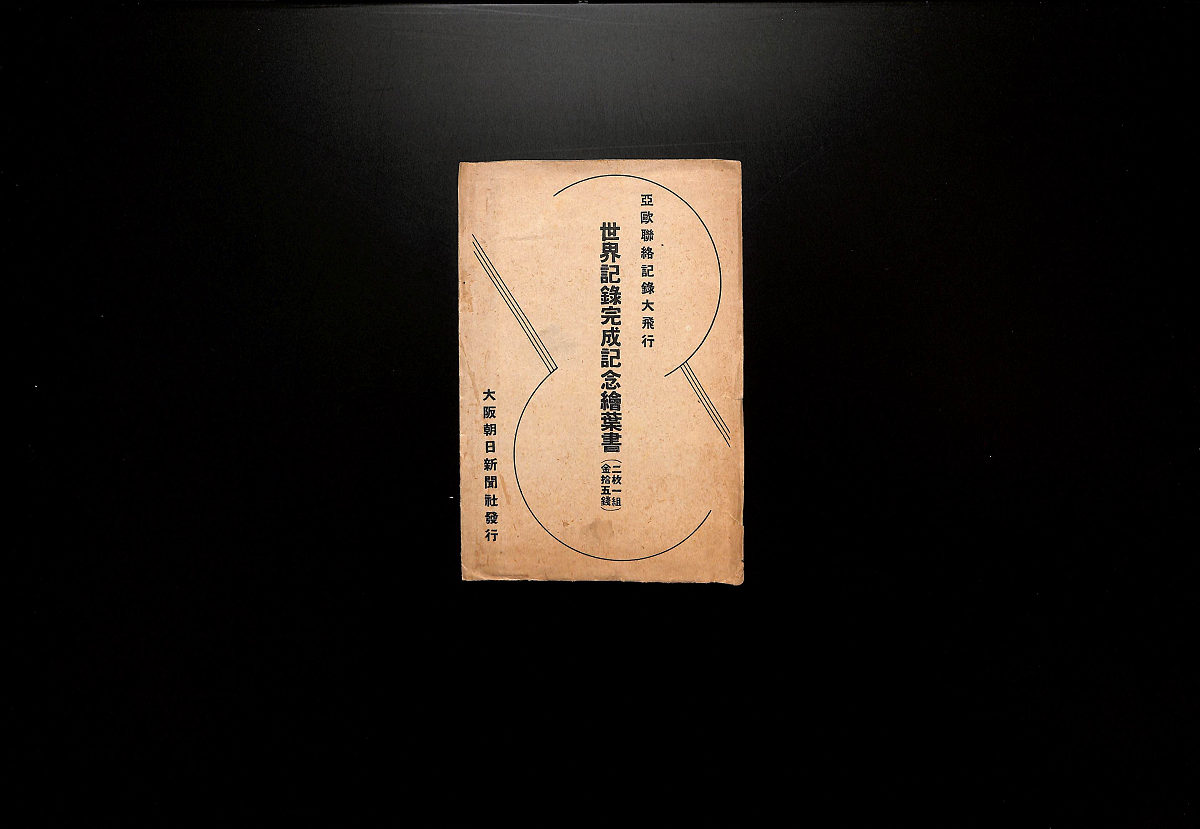 亞歐聯絡記錄大飛行
世界記錄完成記念繪葉書
(二枚一組
金拾五錢)
大阪朝日新聞社發行